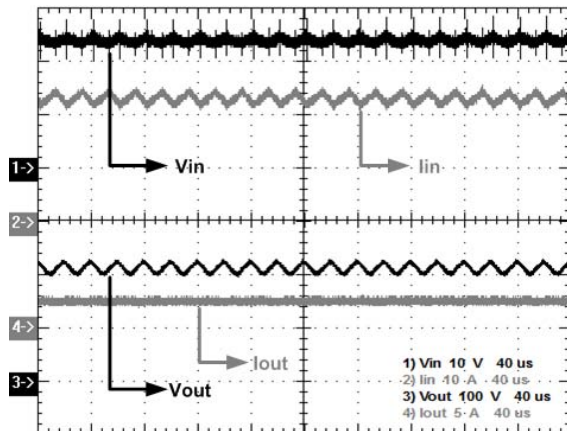 1->
Vin
Iin
2->
4->
Iout
3->
Vout
1) Vin 10 V 40 us
2) Iin 10 A 40 us
3) Vout 100 V 40 us
4) Iout 5 A 40 us